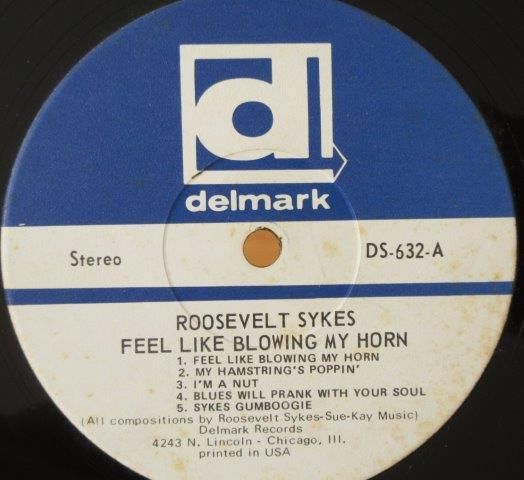 d
delmark
Stereo
DS-632-A
ROOSEVELT SYKES
FEEL LIKE BLOWING MY HORN
1. FEEL LIKE BLOWING MY HORN
2. MY HAMSTRING'S POPPIN'
3. I'M A NUT
4. BLUES WILL PRANK WITH YOUR SOUL
5. SYKES GUMBOOGIE
(All compositions by Roosevelt Sykes-Sue-Kay Music)
Delmark Records
4243 N. Lincoln - Chicago, Ill.
printed in USA